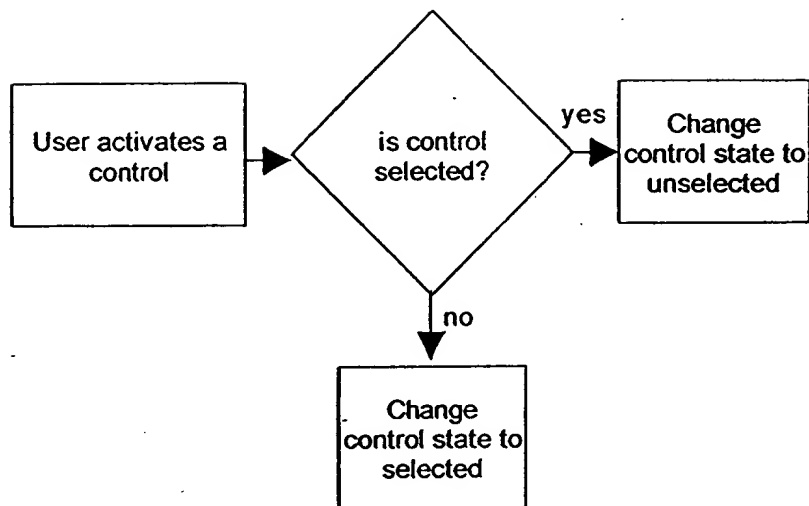 User activates a
control
is control
selected?
yes
Change
control state to
unselected
no
Change
control state to
selected